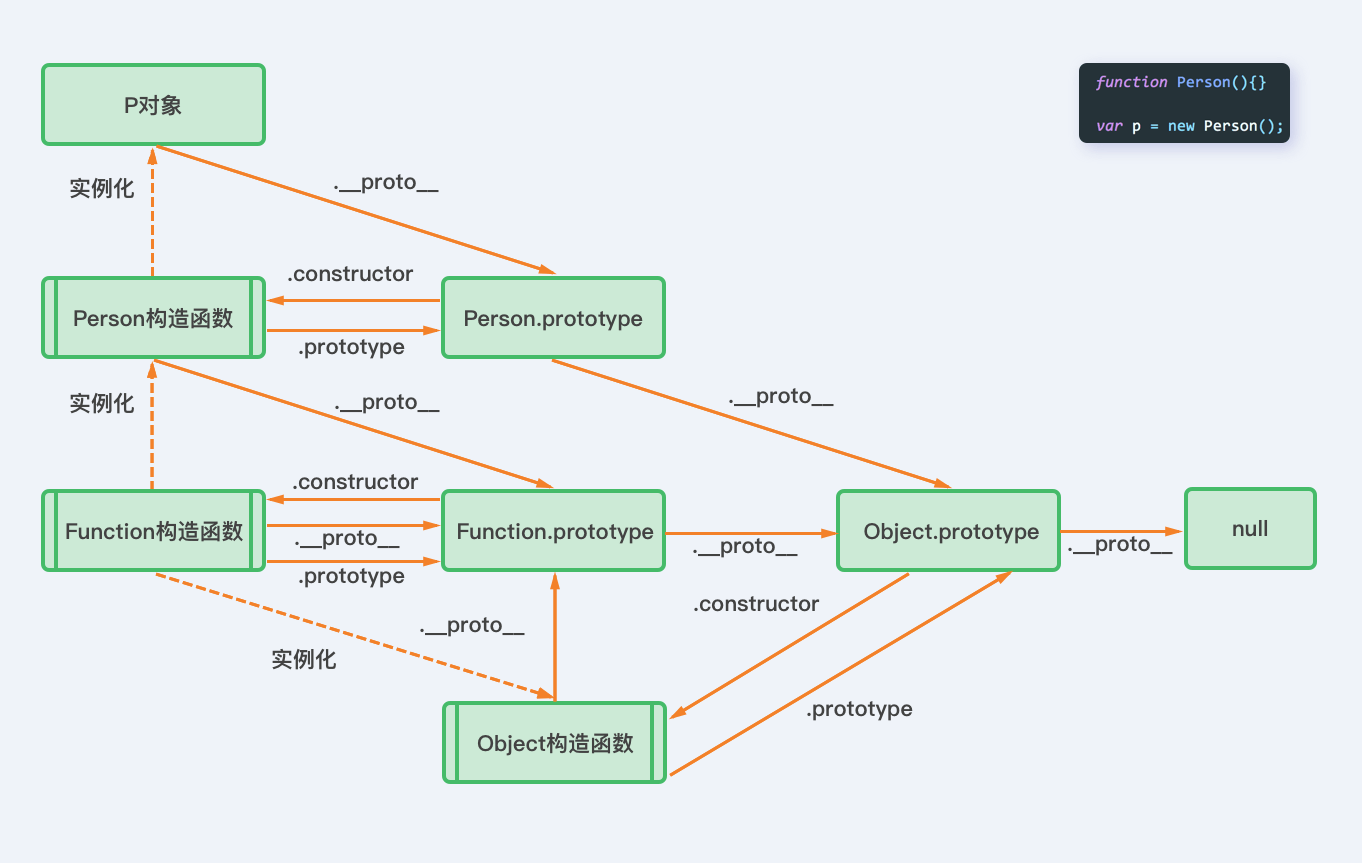 P对象
function Person(){}
var p = new Person();
实例化
.__proto__
.constructor
Person构造函数
Person.prototype
.prototype
实例化
.__proto__
.__proto__
.constructor
Function构造函数
Function.prototype
Object.prototype
null
.__proto__
.__proto__
.__proto__
.prototype
.__proto__
.constructor
实例化
.prototype
Object构造函数